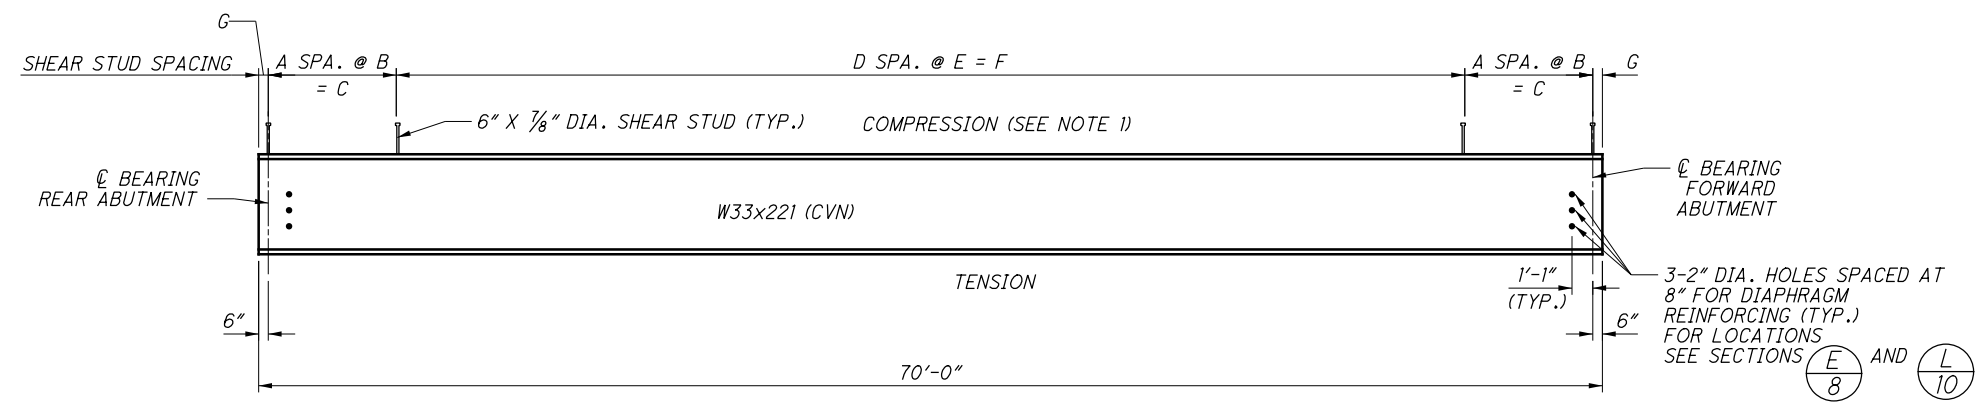 G
SHEAR STUD SPACING
A SPA. @ B
= C
D SPA. @ E = F
A SPA. @ B
= C
G
6" X 7/8" DIA. SHEAR STUD (TYP.)
COMPRESSION (SEE NOTE 1)
℄ BEARING
REAR ABUTMENT
W33x221 (CVN)
℄ BEARING
FORWARD
ABUTMENT
TENSION
1'-1"
(TYP.)
3-2" DIA. HOLES SPACED AT
8" FOR DIAPHRAGM
REINFORCING (TYP.)
FOR LOCATIONS
SEE SECTIONS E/8 AND L/10
6"
6"
70'-0"